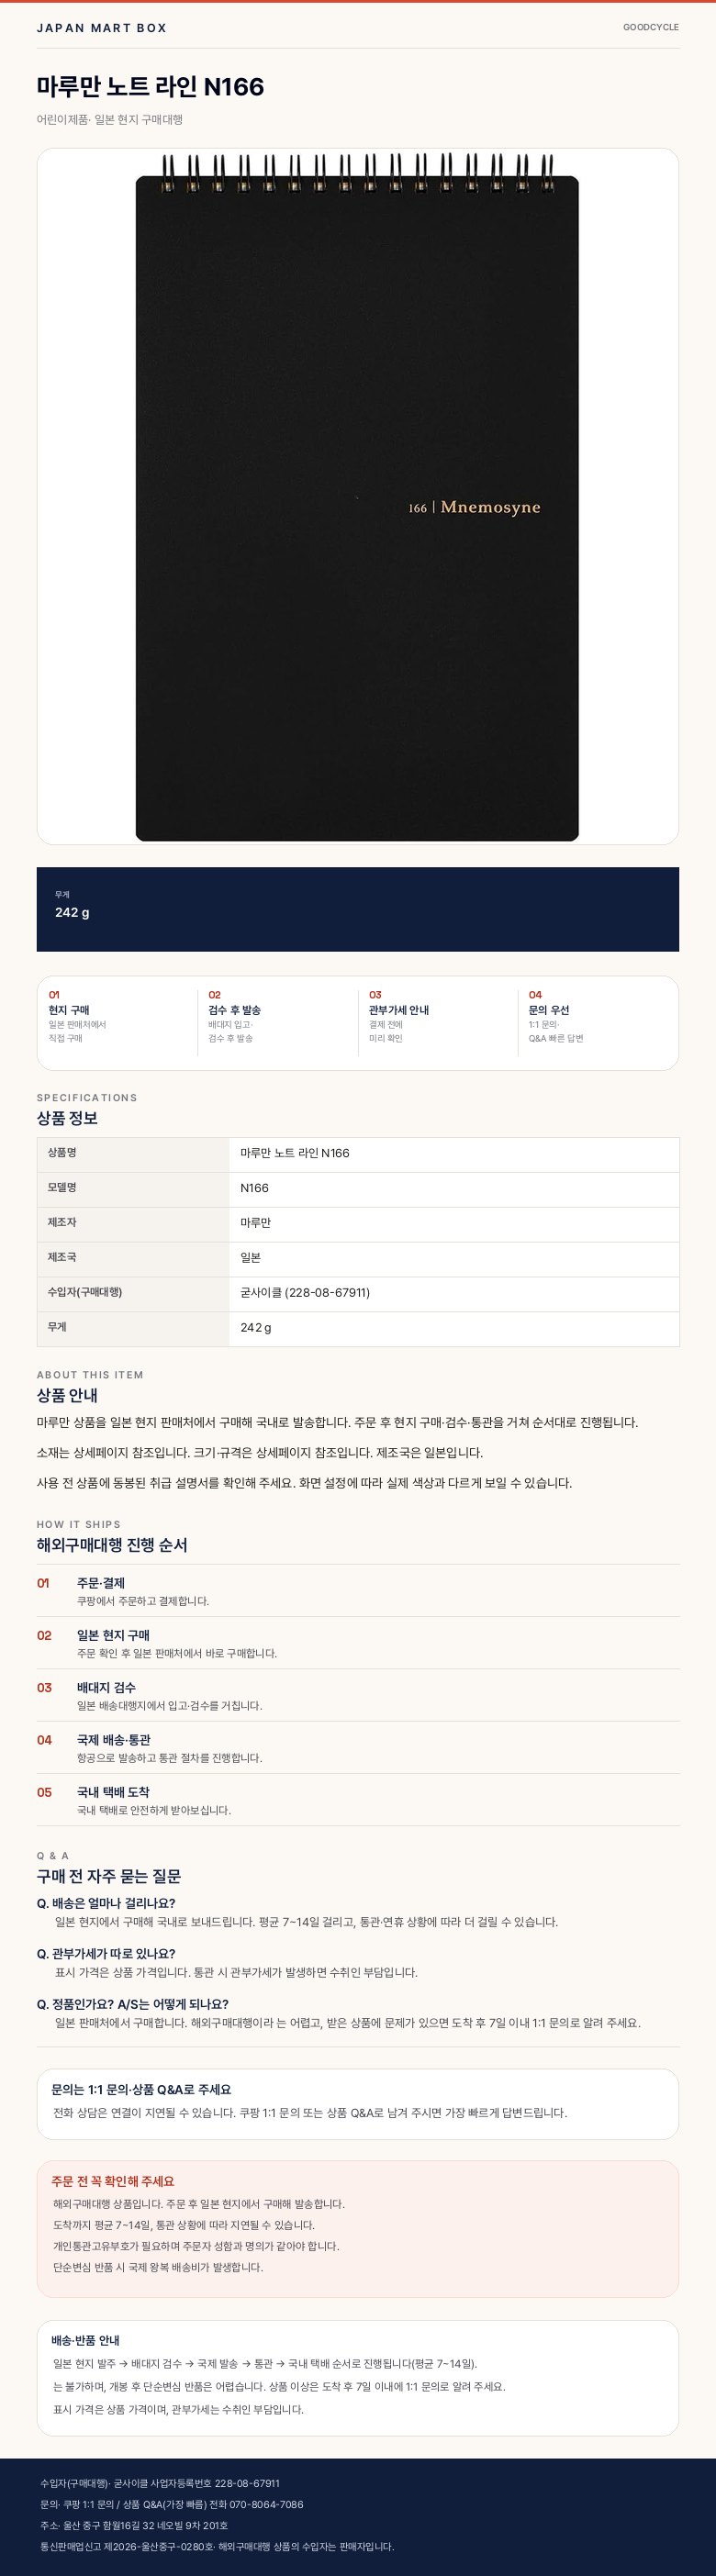 JAPAN MART BOX
GOODCYCLE
마루만 노트 라인 N166
어린이제품· 일본 현지 구매대행
166 | Mnemosyne
무게
242 g
01
현지 구매
일본 판매처에서
직접 구매
02
검수 후 발송
배대지 입고·
검수 후 발송
03
관부가세 안내
결제 전에
미리 확인
04
문의 우선
1:1 문의·
Q&A 빠른 답변
SPECIFICATIONS
상품 정보
상품명 마루만 노트 라인 N166
모델명 N166
제조자 마루만
제조국 일본
수입자(구매대행) 굳사이클 (228-08-67911)
무게 242 g
ABOUT THIS ITEM
상품 안내
마루만 상품을 일본 현지 판매처에서 구매해 국내로 발송합니다. 주문 후 현지 구매·검수·통관을 거쳐 순서대로 진행됩니다.
소재는 상세페이지 참조입니다. 크기·규격은 상세페이지 참조입니다. 제조국은 일본입니다.
사용 전 상품에 동봉된 취급 설명서를 확인해 주세요. 화면 설정에 따라 실제 색상과 다르게 보일 수 있습니다.
HOW IT SHIPS
해외구매대행 진행 순서
01 주문·결제
쿠팡에서 주문하고 결제합니다.
02 일본 현지 구매
주문 확인 후 일본 판매처에서 바로 구매합니다.
03 배대지 검수
일본 배송대행지에서 입고·검수를 거칩니다.
04 국제 배송·통관
항공으로 발송하고 통관 절차를 진행합니다.
05 국내 택배 도착
국내 택배로 안전하게 받아보십니다.
Q & A
구매 전 자주 묻는 질문
Q. 배송은 얼마나 걸리나요?
일본 현지에서 구매해 국내로 보내드립니다. 평균 7~14일 걸리고, 통관·연휴 상황에 따라 더 걸릴 수 있습니다.
Q. 관부가세가 따로 있나요?
표시 가격은 상품 가격입니다. 통관 시 관부가세가 발생하면 수취인 부담입니다.
Q. 정품인가요? A/S는 어떻게 되나요?
일본 판매처에서 구매합니다. 해외구매대행이라 는 어렵고, 받은 상품에 문제가 있으면 도착 후 7일 이내 1:1 문의로 알려 주세요.
문의는 1:1 문의·상품 Q&A로 주세요
전화 상담은 연결이 지연될 수 있습니다. 쿠팡 1:1 문의 또는 상품 Q&A로 남겨 주시면 가장 빠르게 답변드립니다.
주문 전 꼭 확인해 주세요
해외구매대행 상품입니다. 주문 후 일본 현지에서 구매해 발송합니다.
도착까지 평균 7~14일, 통관 상황에 따라 지연될 수 있습니다.
개인통관고유부호가 필요하며 주문자 성함과 명의가 같아야 합니다.
단순변심 반품 시 국제 왕복 배송비가 발생합니다.
배송·반품 안내
일본 현지 발주 → 배대지 검수 → 국제 발송 → 통관 → 국내 택배 순서로 진행됩니다(평균 7~14일).
는 불가하며, 개봉 후 단순변심 반품은 어렵습니다. 상품 이상은 도착 후 7일 이내에 1:1 문의로 알려 주세요.
표시 가격은 상품 가격이며, 관부가세는 수취인 부담입니다.
수입자(구매대행)· 굳사이클 사업자등록번호 228-08-67911
문의· 쿠팡 1:1 문의 / 상품 Q&A(가장 빠름) 전화 070-8064-7086
주소· 울산 중구 함월16길 32 네오빌 9차 201호
통신판매업신고 제2026-울산중구-0280호· 해외구매대행 상품의 수입자는 판매자입니다.